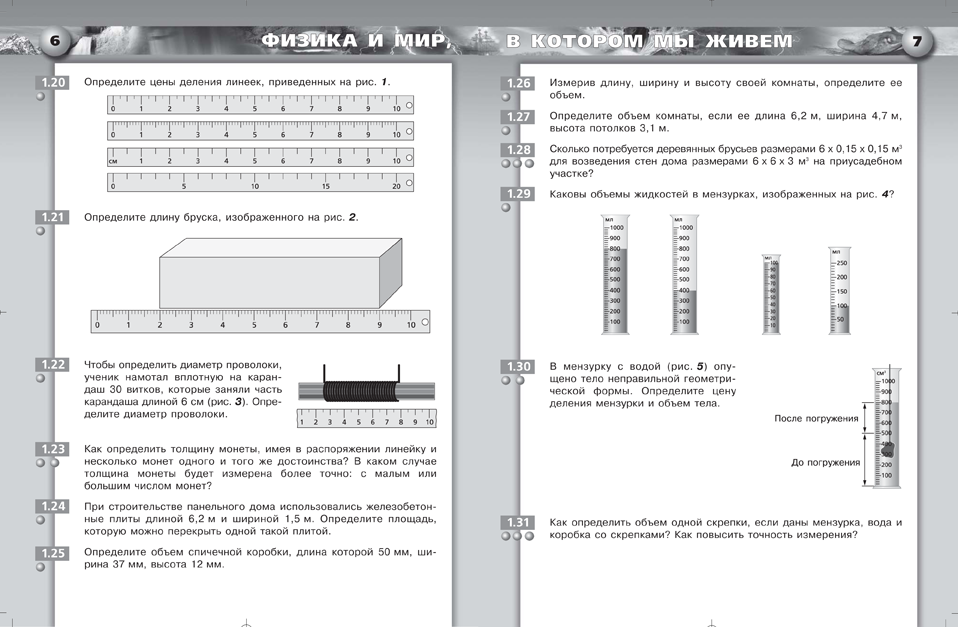 6
ФИЗИКА И МИР,
В КОТОРОМ МЫ ЖИВЕМ
7
1.20
Определите цены деления линеек, приведенных на рис. 1.
0 1 2 3 4 5 6 7 8 9 10
0 1 2 3 4 5 6 7 8 9 10
см 1 2 3 4 5 6 7 8 9 10
0 5 10 15 20
1.21
Определите длину бруска, изображенного на рис. 2.
0 1 2 3 4 5 6 7 8 9 10
1.22
Чтобы определить диаметр проволоки,
ученик намотал вплотную на каран-
даш 30 витков, которые заняли часть
карандаша длиной 6 см (рис. 3). Опре-
делите диаметр проволоки.
1 2 3 4 5 6 7 8 9 10
1.23
Как определить толщину монеты, имея в распоряжении линейку и
несколько монет одного и того же достоинства? В каком случае
толщина монеты будет измерена более точно: с малым или
большим числом монет?
1.24
При строительстве панельного дома использовались железобетон-
ные плиты длиной 6,2 м и шириной 1,5 м. Определите площадь,
которую можно перекрыть одной такой плитой.
1.25
Определите объем спичечной коробки, длина которой 50 мм, ши-
рина 37 мм, высота 12 мм.
1.26
Измерив длину, ширину и высоту своей комнаты, определите ее
объем.
1.27
Определите объем комнаты, если ее длина 6,2 м, ширина 4,7 м,
высота потолков 3,1 м.
1.28
Сколько потребуется деревянных брусьев размерами 6 х 0,15 х 0,15 м³
для возведения стен дома размерами 6 х 6 х 3 м³ на приусадебном
участке?
1.29
Каковы объемы жидкостей в мензурках, изображенных на рис. 4?
мл
1000
900
800
700
600
500
400
300
200
100
мл
1000
900
800
700
600
500
400
300
200
100
мл
100
90
80
70
60
50
40
30
20
10
мл
250
200
150
100
50
1.30
В мензурку с водой (рис. 5) опу-
щено тело неправильной геометри-
ческой формы. Определите цену
деления мензурки и объем тела.
После погружения
До погружения
см³
1000
900
800
700
600
500
400
300
200
100
1.31
Как определить объем одной скрепки, если даны мензурка, вода и
коробка со скрепками? Как повысить точность измерения?